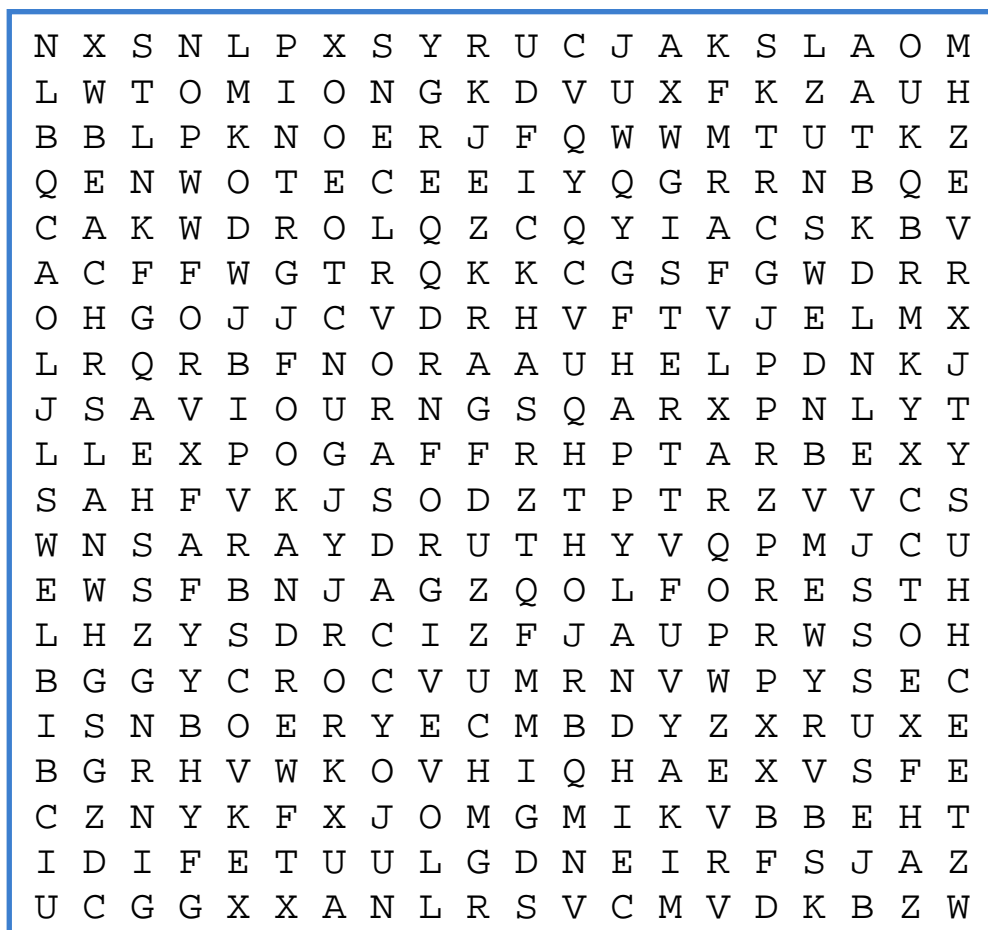 N X S N L P X S Y R U C J A K S L A O M
L W T O M I O N G K D V U X F K Z A U H
B B L P K N O E R J F Q W W M T U T K Z
Q E N W O T E C E E I Y Q G R R N B Q E
C A K W D R O L Q Z C Q Y I A C S K B V
A C F F W G T R Q K K C G S F G W D R R
O H G O J J C V D R H V F T V J E L M X
L R Q R B F N O R A A U H E L P D N K J
J S A V I O U R N G S Q A R X P N L Y T
L L E X P O G A F F R H P T A R B E X Y
S A H F V K J S O D Z T P T R Z V V C S
W N S A R A Y D R U T H Y V Q P M J C U
E W S F B N J A G Z Q O L F O R E S T H
L H Z Y S D R C I Z F J A U P R W S O H
B G G Y C R O C V U M R N V W P Y S E C
I S N B O E R Y E C M B D Y Z X R U X E
B G R H V W K O V H I Q H A E X V S F E
C Z N Y K F X J O M G M I K V B B E H T
I D I F E T U U L G D N E I R F S J A Z
U C G G X X A N L R S V C M V D K B Z W